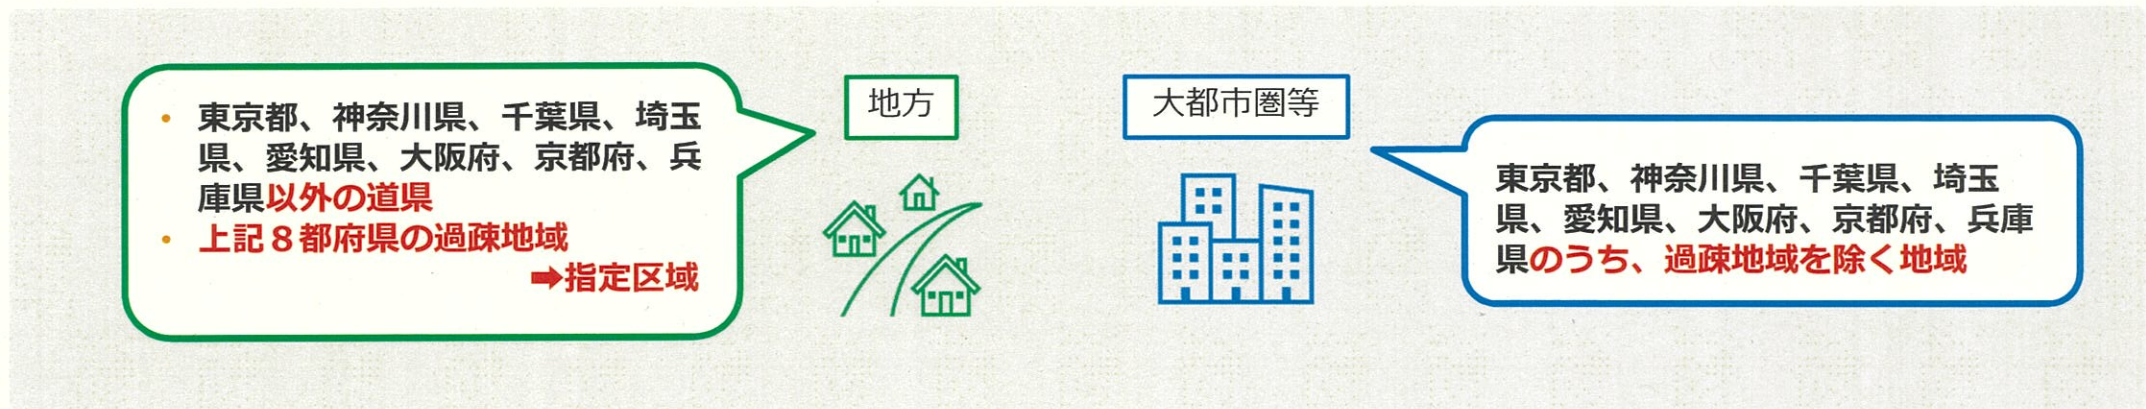 • 東京都、神奈川県、千葉県、埼玉
県、愛知県、大阪府、京都府、兵
庫県以外の道県
• 上記８都府県の過疎地域
➡指定区域
地方
大都市圏等
東京都、神奈川県、千葉県、埼玉
県、愛知県、大阪府、京都府、兵庫
県のうち、過疎地域を除く地域